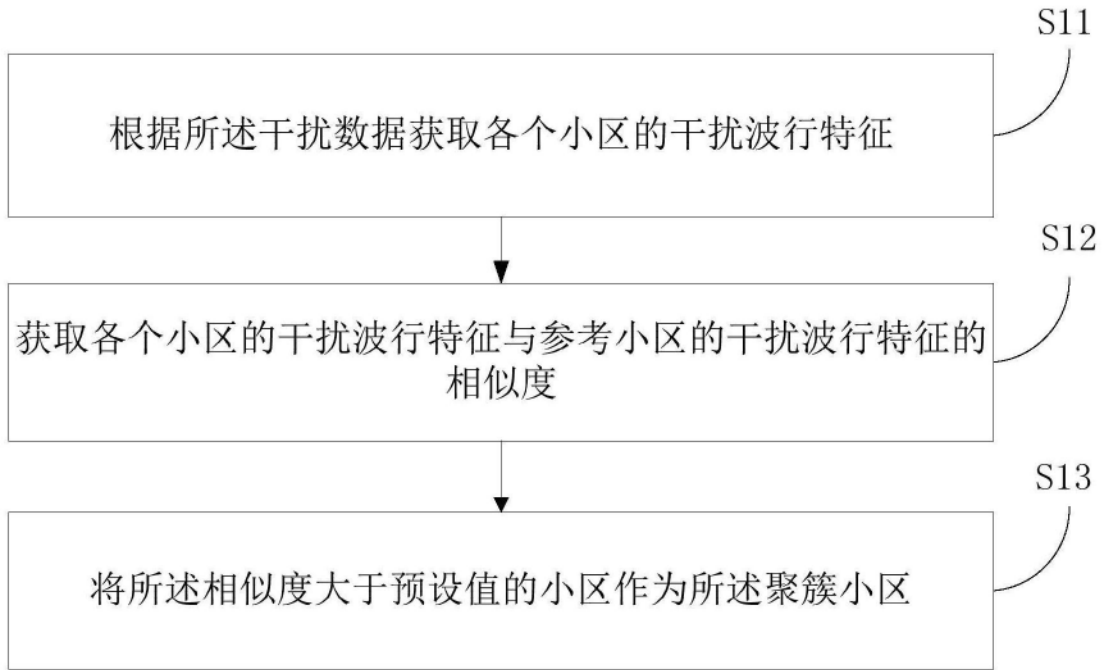 S11
根据所述干扰数据获取各个小区的干扰波行特征
S12
获取各个小区的干扰波行特征与参考小区的干扰波行特征的
相似度
S13
将所述相似度大于预设值的小区作为所述聚簇小区